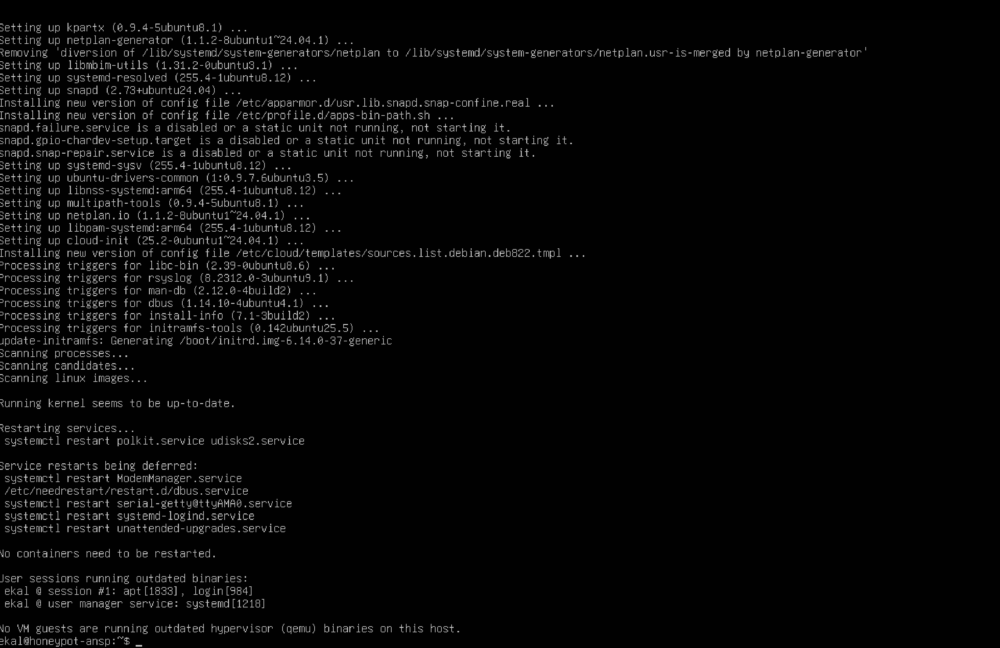 Setting up kpartx (0.9.4-5ubuntu8.1) ...
Setting up netplan-generator (1.1.2-8ubuntu1~24.04.1) ...
Removing 'diversion of /lib/systemd/system-generators/netplan to /lib/systemd/system-generators/netplan.usr-is-merged by netplan-generator'
Setting up libmbim-utils (1.31.2-0ubuntu3.1) ...
Setting up systemd-resolved (255.4-1ubuntu8.12) ...
Setting up snapd (2.73+ubuntu24.04) ...
Installing new version of config file /etc/apparmor.d/usr.lib.snapd.snap-confine.real ...
Installing new version of config file /etc/profile.d/apps-bin-path.sh ...
snapd.failure.service is a disabled or a static unit not running, not starting it.
snapd.gpio-chardev-setup.target is a disabled or a static unit not running, not starting it.
snapd.snap-repair.service is a disabled or a static unit not running, not starting it.
Setting up systemd-sysv (255.4-1ubuntu8.12) ...
Setting up ubuntu-drivers-common (1:0.9.7.6ubuntu3.5) ...
Setting up libnss-systemd:arm64 (255.4-1ubuntu8.12) ...
Setting up multipath-tools (0.9.4-5ubuntu8.1) ...
Setting up netplan.io (1.1.2-8ubuntu1~24.04.1) ...
Setting up libpam-systemd:arm64 (255.4-1ubuntu8.12) ...
Setting up cloud-init (25.2-0ubuntu1~24.04.1) ...
Installing new version of config file /etc/cloud/templates/sources.list.debian.deb822.tmpl ...
Processing triggers for libc-bin (2.39-0ubuntu8.6) ...
Processing triggers for rsyslog (8.2312.0-3ubuntu9.1) ...
Processing triggers for man-db (2.12.0-4build2) ...
Processing triggers for dbus (1.14.10-4ubuntu4.1) ...
Processing triggers for install-info (7.1-3build2) ...
Processing triggers for initramfs-tools (0.142ubuntu25.5) ...
update-initramfs: Generating /boot/initrd.img-6.14.0-37-generic
Scanning processes...
Scanning candidates...
Scanning linux images...

Running kernel seems to be up-to-date.

Restarting services...
 systemctl restart polkit.service udisks2.service

Service restarts being deferred:
 systemctl restart ModemManager.service
 /etc/needrestart/restart.d/dbus.service
 systemctl restart serial-getty@ttyAMA0.service
 systemctl restart systemd-logind.service
 systemctl restart unattended-upgrades.service

No containers need to be restarted.

User sessions running outdated binaries:
 ekal @ session #1: apt[1833], login[984]
 ekal @ user manager service: systemd[1218]

No VM guests are running outdated hypervisor (qemu) binaries on this host.
ekal@honeypot-ansp:~$ _